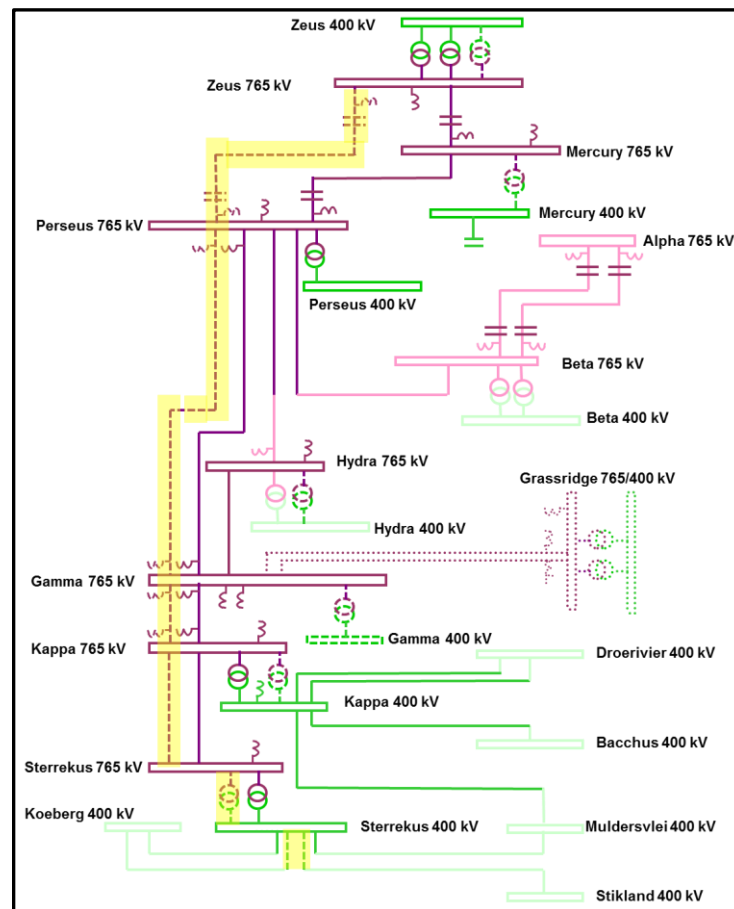 Zeus 400 kV
Zeus 765 kV
Mercury 765 kV
Mercury 400 kV
Perseus 765 kV
Alpha 765 kV
Perseus 400 kV
Beta 765 kV
Beta 400 kV
Hydra 765 kV
Grassridge 765/400 kV
Hydra 400 kV
Gamma 765 kV
Gamma 400 kV
Kappa 765 kV
Droerivier 400 kV
Kappa 400 kV
Bacchus 400 kV
Sterrekus 765 kV
Koeberg 400 kV
Sterrekus 400 kV
Muldersvlei 400 kV
Stikland 400 kV